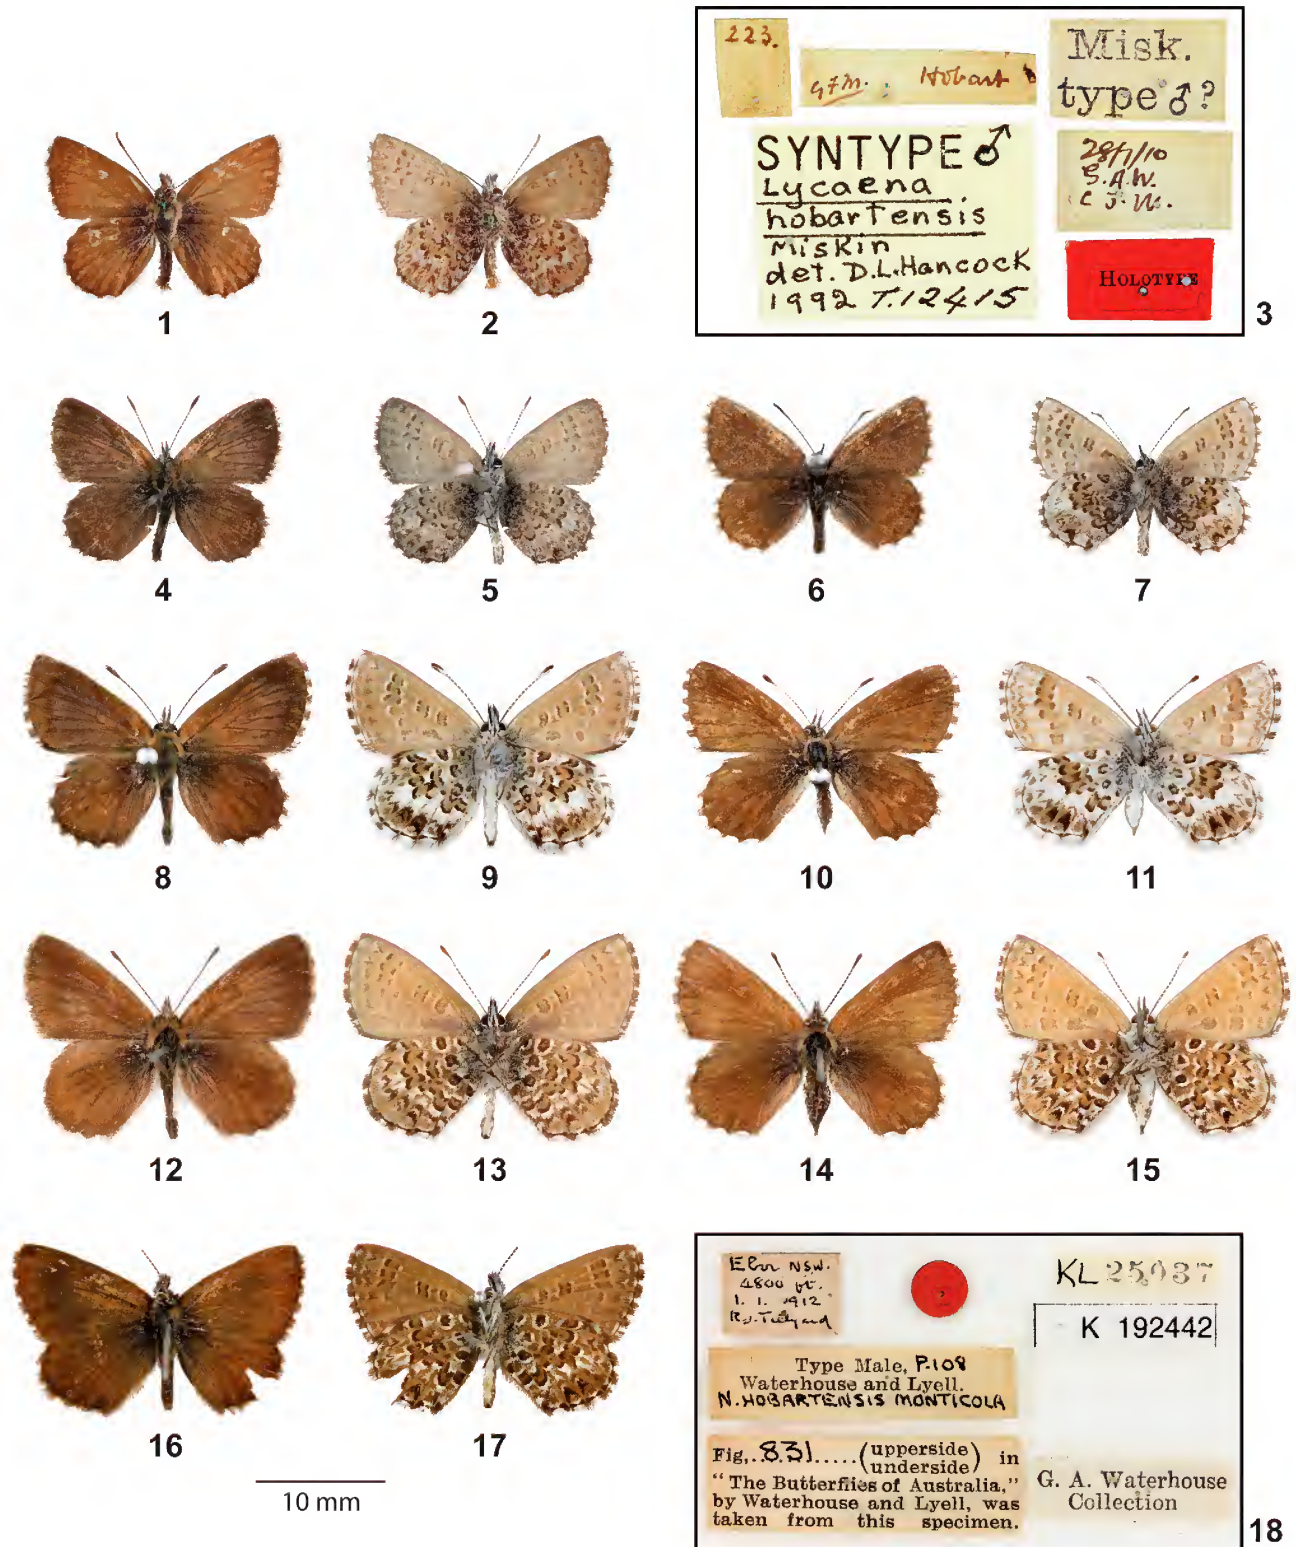 223.
Hobart
Misk.
type ♂?
SYNTYPE ♂
Lycaena
hobartensis
Miskin
det. D.L.Hancock
1992 T.12415
28/7/10
G.A.W.
c J.W.
HOLOTYPE
3
1
2
4
5
6
7
8
9
10
11
12
13
14
15
16
17
10 mm
Ebor NSW.
4800 ft.
1. 1. 1912
R.J. Tillyard
KL 25937
K 192442
Type Male, P.108
Waterhouse and Lyell.
N. HOBARTENSIS MONTICOLA
Fig,.831.....(upperside) in
(underside)
"The Butterflies of Australia,"
by Waterhouse and Lyell, was
taken from this specimen.
G. A. Waterhouse
Collection
18